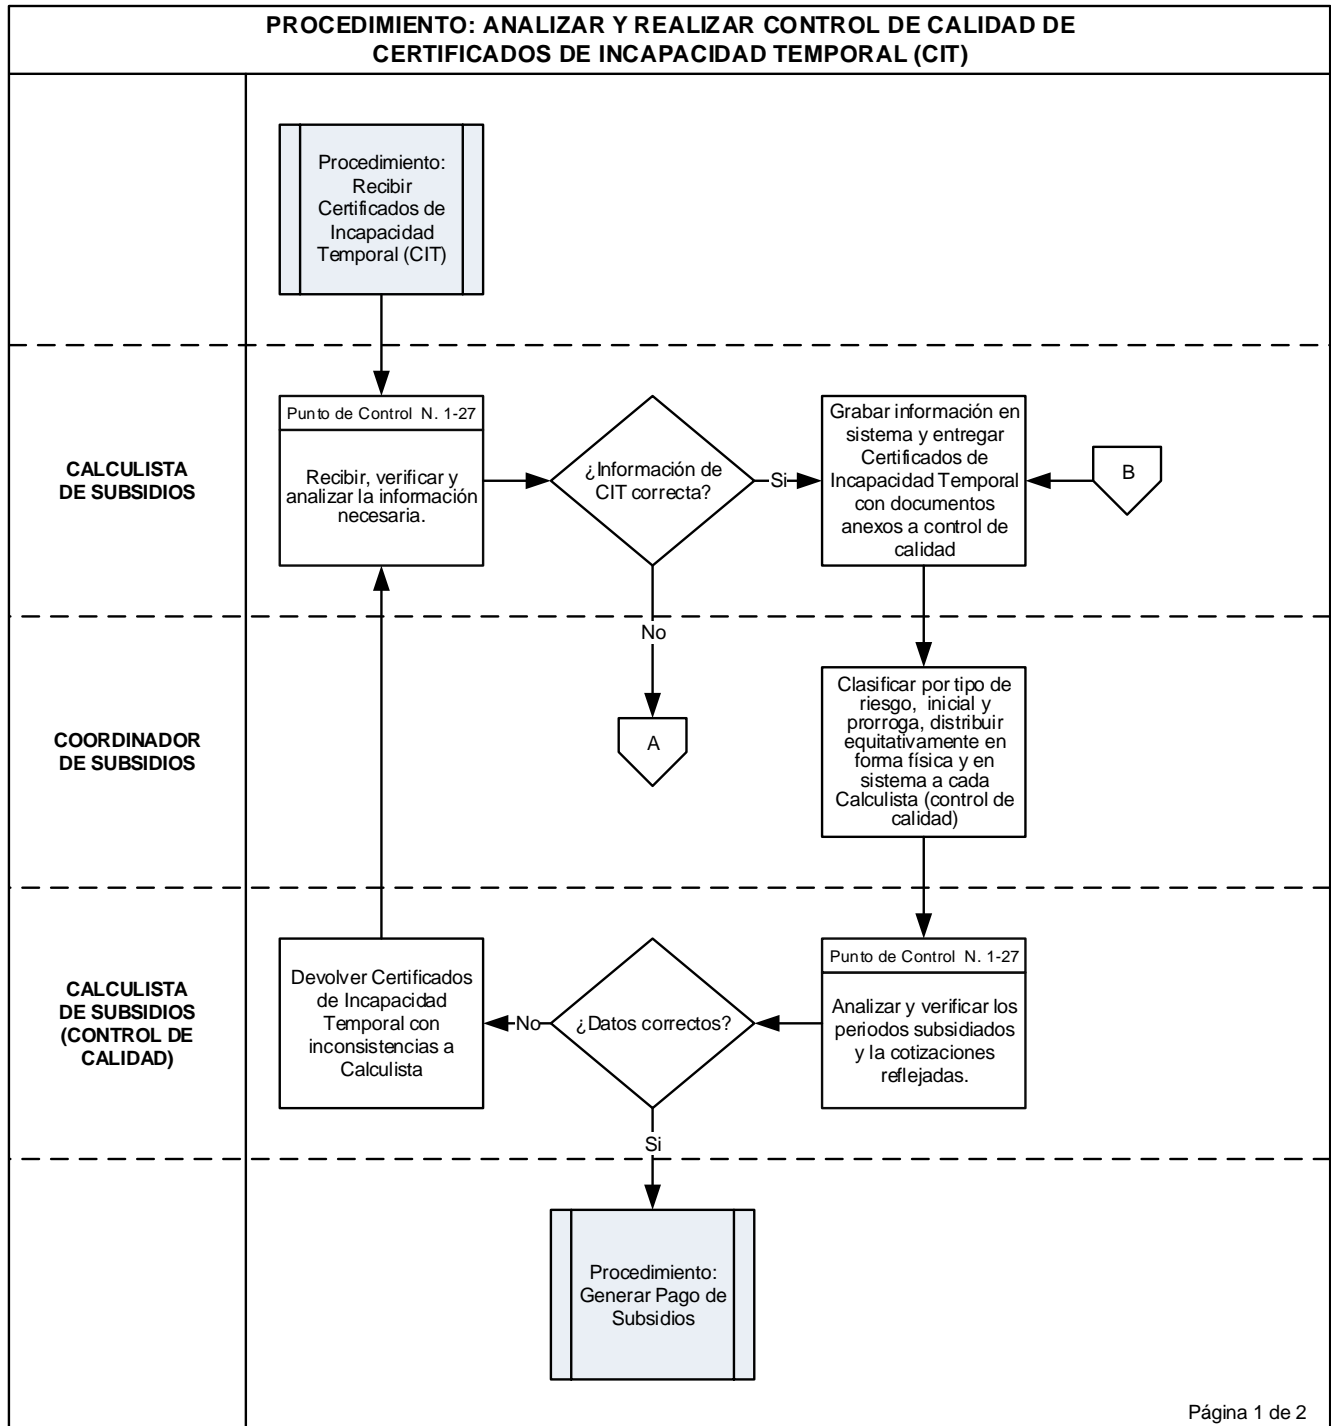 PROCEDIMIENTO: ANALIZAR Y REALIZAR CONTROL DE CALIDAD DE
CERTIFICADOS DE INCAPACIDAD TEMPORAL (CIT)
Procedimiento:
Recibir
Certificados de
Incapacidad
Temporal (CIT)
CALCULISTA
DE SUBSIDIOS
Punto de Control N. 1-27
Recibir, verificar y
analizar la información
necesaria.
¿Información de
CIT correcta?
Si
Grabar información en
sistema y entregar
Certificados de
Incapacidad Temporal
con documentos
anexos a control de
calidad
B
No
COORDINADOR
DE SUBSIDIOS
A
Clasificar por tipo de
riesgo, inicial y
prorroga, distribuir
equitativamente en
forma física y en
sistema a cada
Calculista (control de
calidad)
CALCULISTA
DE SUBSIDIOS
(CONTROL DE
CALIDAD)
Devolver Certificados
de Incapacidad
Temporal con
inconsistencias a
Calculista
No
¿Datos correctos?
Punto de Control N. 1-27
Analizar y verificar los
periodos subsidiados
y la cotizaciones
reflejadas.
Si
Procedimiento:
Generar Pago de
Subsidios
Página 1 de 2